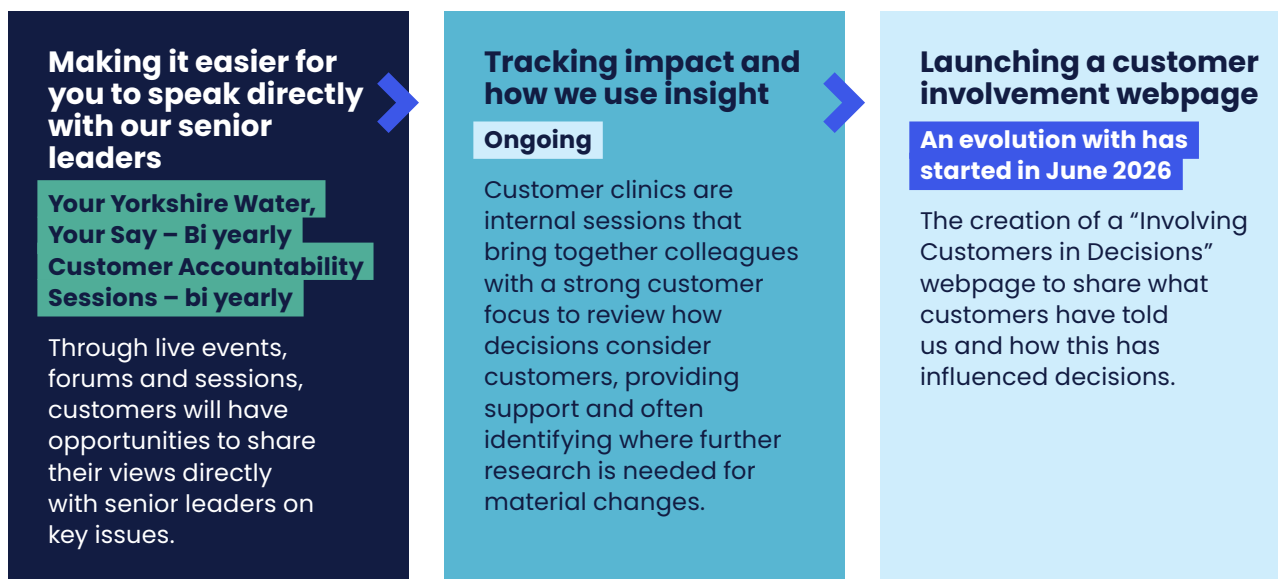 Making it easier for
you to speak directly
with our senior
leaders
Your Yorkshire Water,
Your Say – Bi yearly
Customer Accountability
Sessions – bi yearly
Through live events,
forums and sessions,
customers will have
opportunities to share
their views directly
with senior leaders on
key issues.
Tracking impact and
how we use insight
Ongoing
Customer clinics are
internal sessions that
bring together colleagues
with a strong customer
focus to review how
decisions consider
customers, providing
support and often
identifying where further
research is needed for
material changes.
Launching a customer
involvement webpage
An evolution with has
started in June 2026
The creation of a “Involving
Customers in Decisions”
webpage to share what
customers have told
us and how this has
influenced decisions.